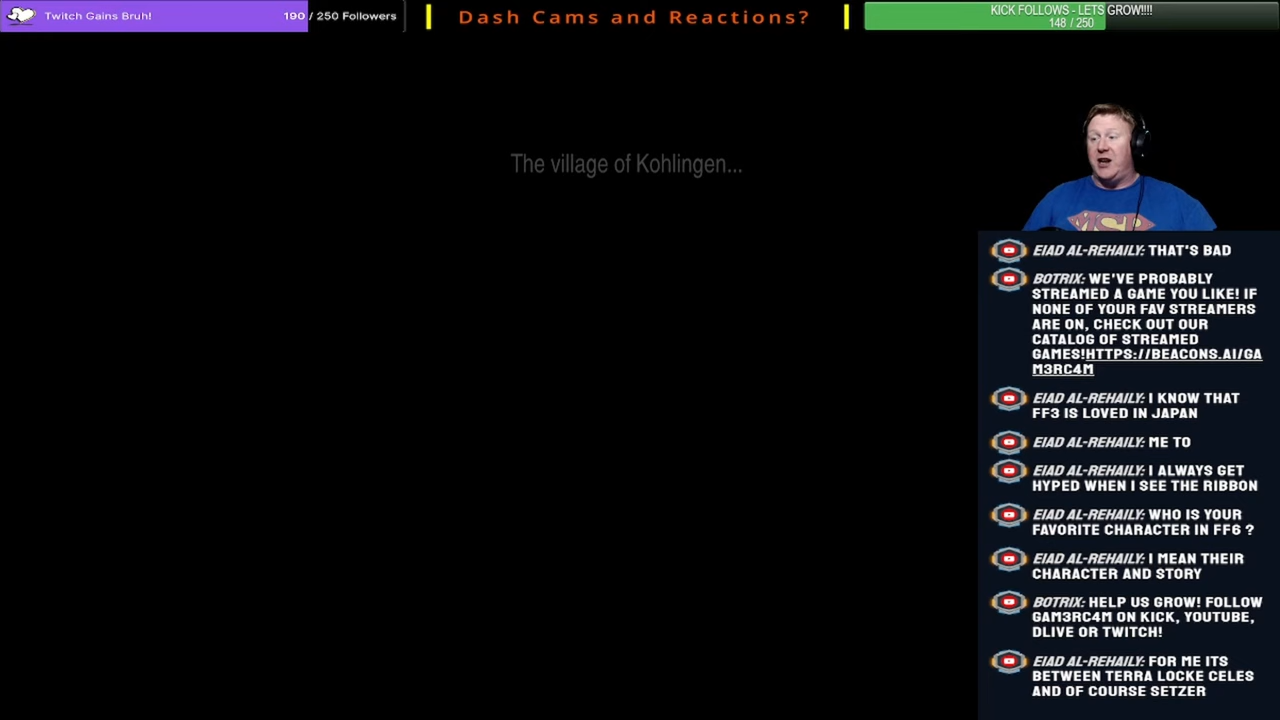 Twitch Gains Bruh!
190 / 250 Followers
Dash Cams and Reactions?
KICK FOLLOWS - LETS GROW!!!!
148 / 250
The village of Kohlingen...
MSP
EIAD AL-REHAILY: THAT'S BAD
BOTRIX: WE'VE PROBABLY
STREAMED A GAME YOU LIKE! IF
NONE OF YOUR FAV STREAMERS
ARE ON, CHECK OUT OUR
CATALOG OF STREAMED
GAMES!HTTPS://BEACONS.AI/GA
M3RC4M
EIAD AL-REHAILY: I KNOW THAT
FF3 IS LOVED IN JAPAN
EIAD AL-REHAILY: ME TO
EIAD AL-REHAILY: I ALWAYS GET
HYPED WHEN I SEE THE RIBBON
EIAD AL-REHAILY: WHO IS YOUR
FAVORITE CHARACTER IN FF6 ?
EIAD AL-REHAILY: I MEAN THEIR
CHARACTER AND STORY
BOTRIX: HELP US GROW! FOLLOW
GAM3RC4M ON KICK, YOUTUBE,
DLIVE OR TWITCH!
EIAD AL-REHAILY: FOR ME ITS
BETWEEN TERRA LOCKE CELES
AND OF COURSE SETZER